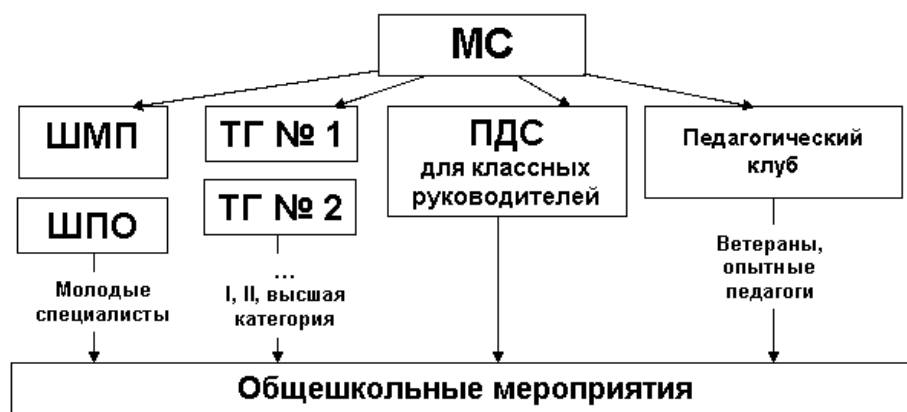 МС
ШМП
ШПО
Молодые
специалисты
ТГ № 1
ТГ № 2
...
I, II, высшая
категория
ПДС
для классных
руководителей
Педагогический
клуб
Ветераны,
опытные
педагоги
Общешкольные мероприятия